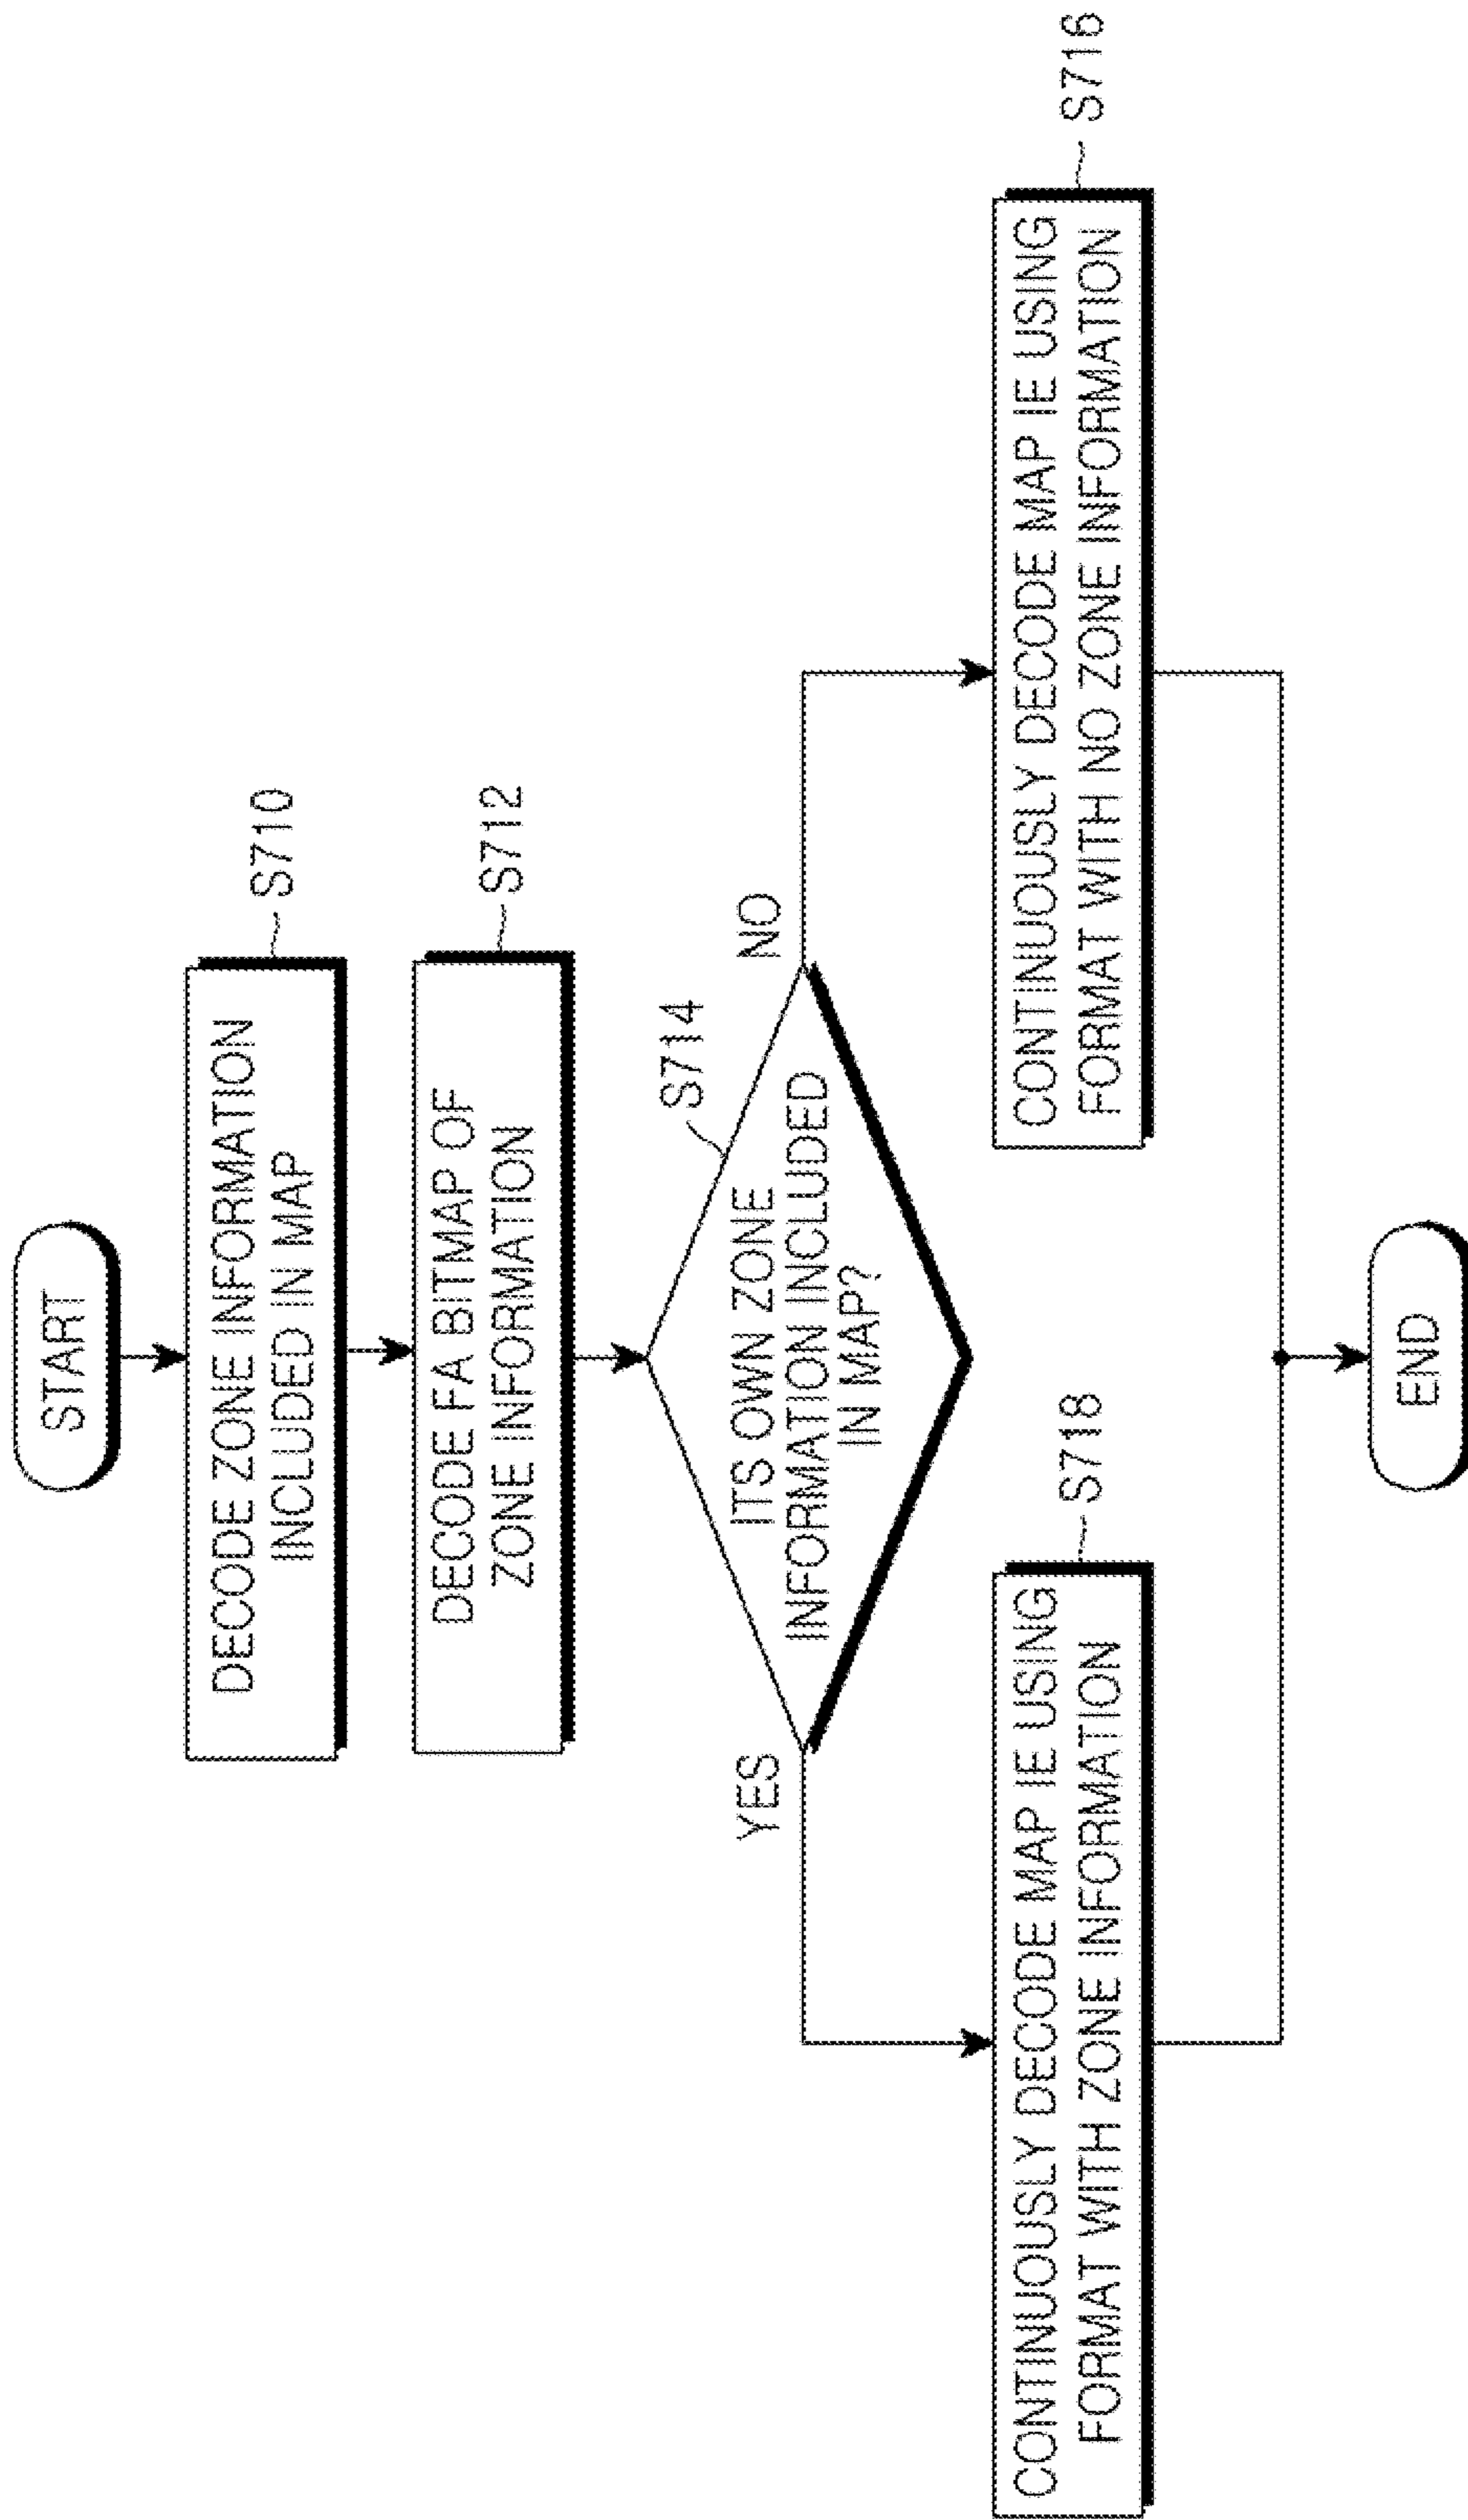 START
DECODE ZONE INFORMATION
INCLUDED IN MAP
S710
DECODE FA BITMAP OF
ZONE INFORMATION
S712
S714
ITS OWN ZONE
INFORMATION INCLUDED
IN MAP?
YES
NO
S718
CONTINUOUSLY DECODE MAP IE USING
FORMAT WITH ZONE INFORMATION
S716
CONTINUOUSLY DECODE MAP IE USING
FORMAT WITH NO ZONE INFORMATION
END